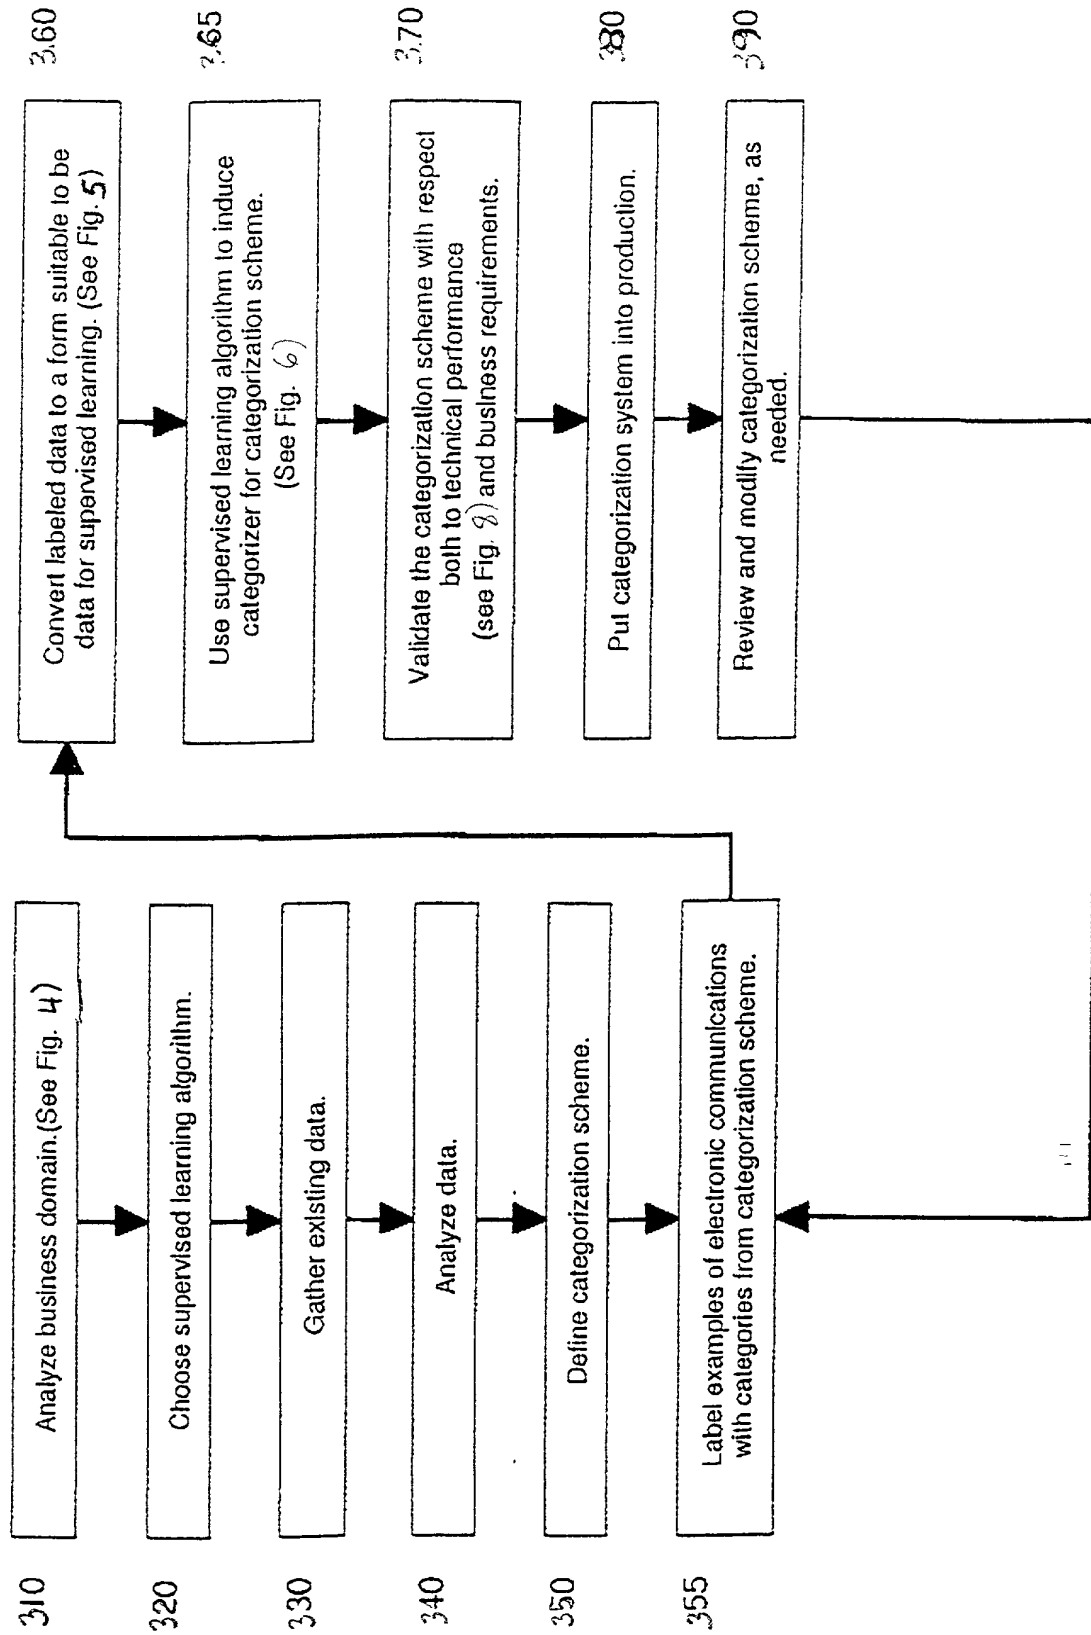 310
Analyze business domain.(See Fig. 4)
320
Choose supervised learning algorithm.
330
Gather existing data.
340
Analyze data.
350
Define categorization scheme.
355
Label examples of electronic communications
with categories from categorization scheme.
360
Convert labeled data to a form suitable to be
data for supervised learning. (See Fig. 5)
365
Use supervised learning algorithm to induce
categorizer for categorization scheme.
(See Fig. 6)
370
Validate the categorization scheme with respect
both to technical performance
(see Fig. 8) and business requirements.
380
Put categorization system into production.
390
Review and modify categorization scheme, as
needed.